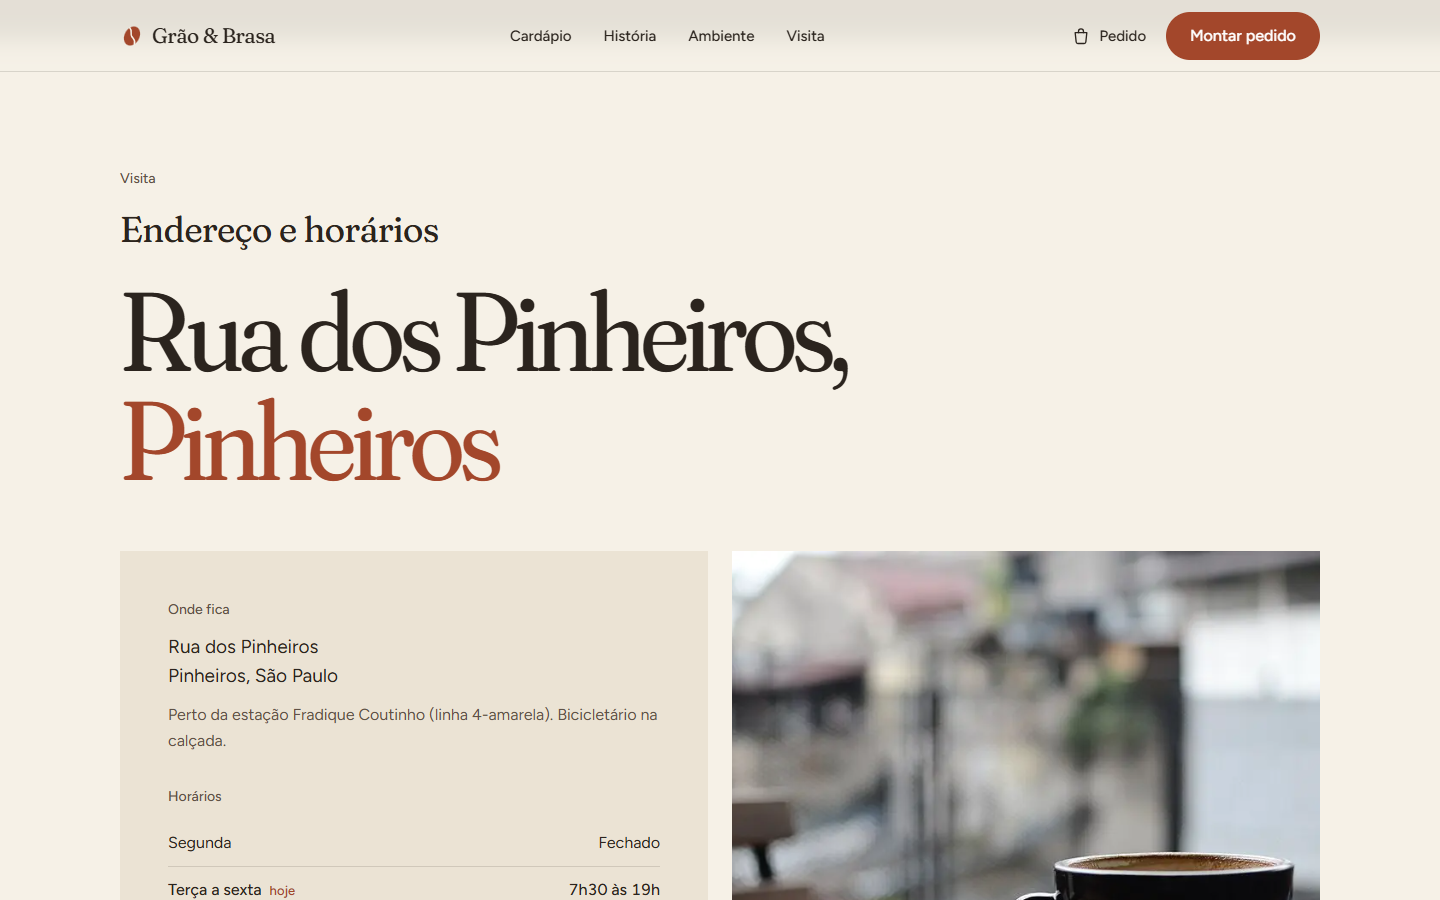 Grão & Brasa
Cardápio
História
Ambiente
Visita
Pedido
Montar pedido
Visita
Endereço e horários
Rua dos Pinheiros,
Pinheiros
Onde fica
Rua dos Pinheiros
Pinheiros, São Paulo
Perto da estação Fradique Coutinho (linha 4-amarela). Bicicletário na
calçada.
Horários
Segunda Fechado
Terça a sexta hoje 7h30 às 19h